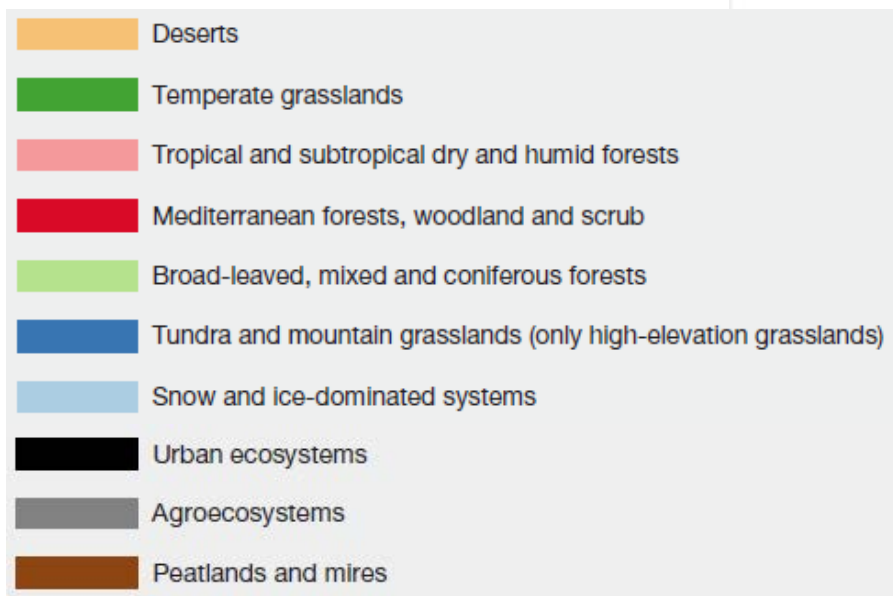 Deserts
Temperate grasslands
Tropical and subtropical dry and humid forests
Mediterranean forests, woodland and scrub
Broad-leaved, mixed and coniferous forests
Tundra and mountain grasslands (only high-elevation grasslands)
Snow and ice-dominated systems
Urban ecosystems
Agroecosystems
Peatlands and mires